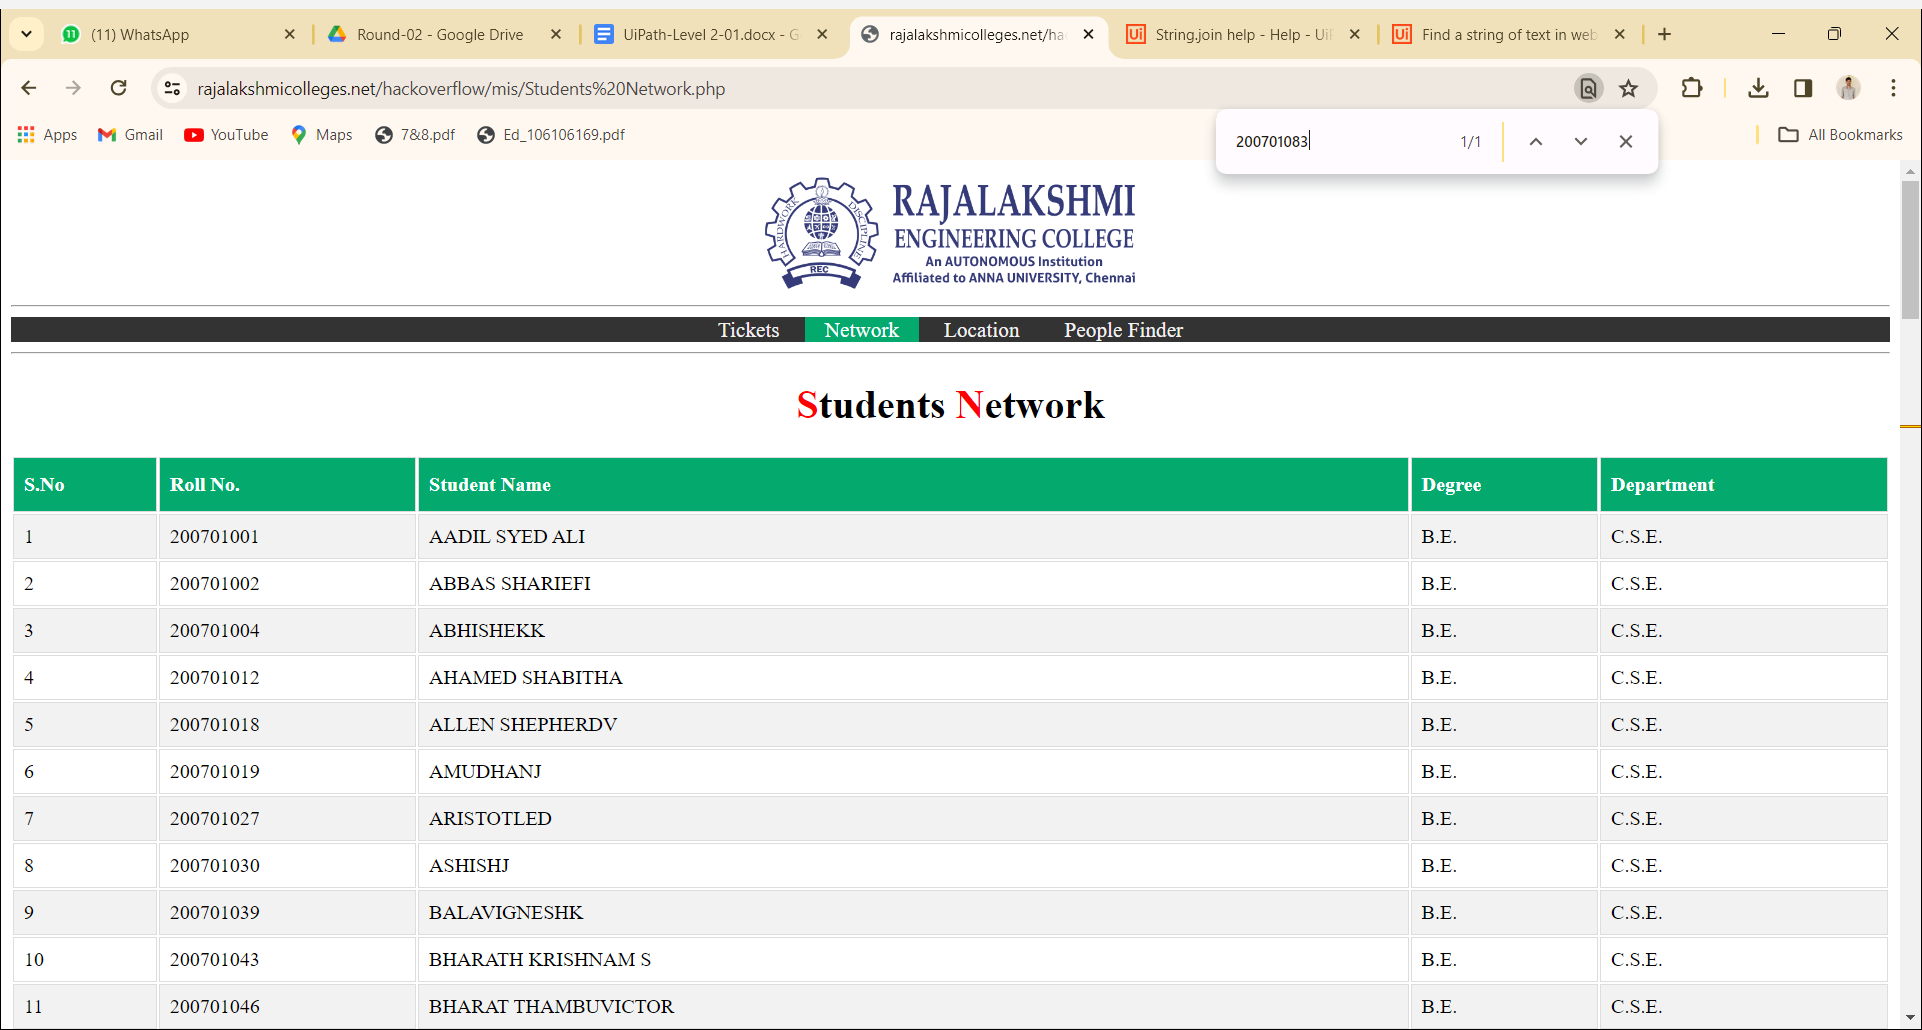 11 (11) WhatsApp
Round-02 - Google Drive
UiPath-Level 2-01.docx - G
rajalakshmicolleges.net/ha
Ui String.join help - Help - Ui
Ui Find a string of text in web
rajalakshmicolleges.net/hackoverflow/mis/Students%20Network.php
Apps Gmail YouTube Maps 7&8.pdf Ed_106106169.pdf All Bookmarks
200701083 1/1
HARDWORK DISCIPLINE
REC
RAJALAKSHMI
ENGINEERING COLLEGE
An AUTONOMOUS Institution
Affiliated to ANNA UNIVERSITY, Chennai
Tickets Network Location People Finder
Students Network
S.No Roll No. Student Name Degree Department
1 200701001 AADIL SYED ALI B.E. C.S.E.
2 200701002 ABBAS SHARIEFI B.E. C.S.E.
3 200701004 ABHISHEKK B.E. C.S.E.
4 200701012 AHAMED SHABITHA B.E. C.S.E.
5 200701018 ALLEN SHEPHERDV B.E. C.S.E.
6 200701019 AMUDHANJ B.E. C.S.E.
7 200701027 ARISTOTLED B.E. C.S.E.
8 200701030 ASHISHJ B.E. C.S.E.
9 200701039 BALAVIGNESHK B.E. C.S.E.
10 200701043 BHARATH KRISHNAM S B.E. C.S.E.
11 200701046 BHARAT THAMBUVICTOR B.E. C.S.E.